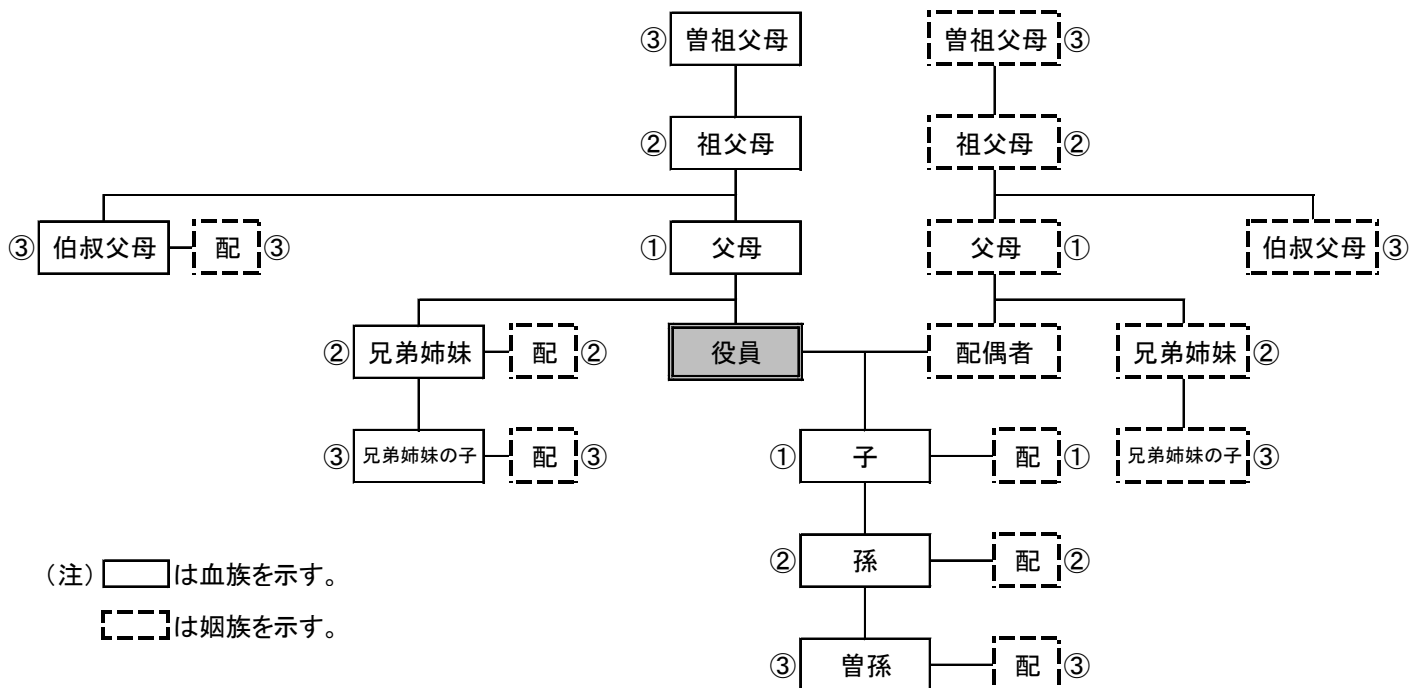 ③ 曽祖父母 曽祖父母 ③
② 祖父母 祖父母 ②
③ 伯叔父母 配 ③ ① 父母 父母 ① 伯叔父母 ③
② 兄弟姉妹 配 ② 役員 配偶者 兄弟姉妹 ②
③ 兄弟姉妹の子 配 ③ ① 子 配 ① 兄弟姉妹の子 ③
② 孫 配 ②
(注) は血族を示す。
は姻族を示す。
③ 曽孫 配 ③